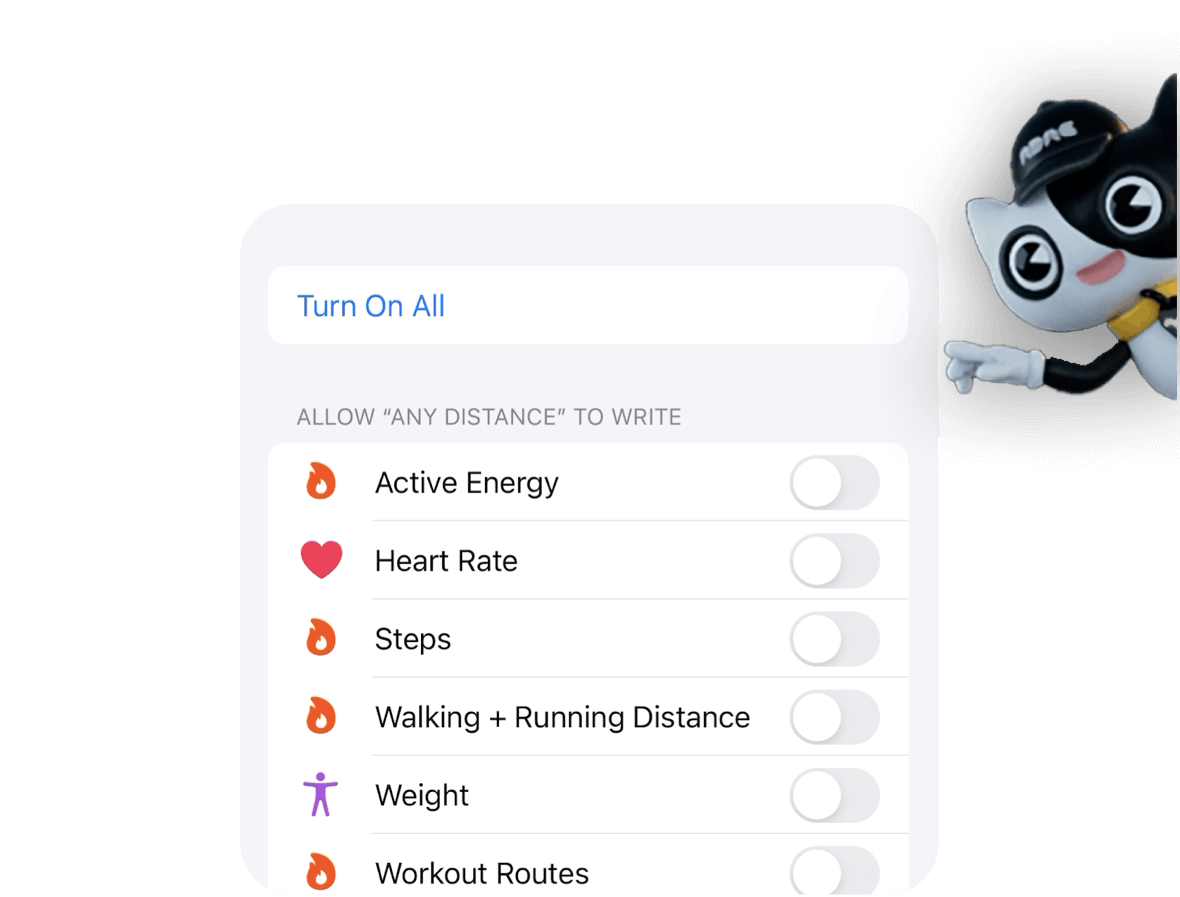 Turn On All
ALLOW “ANY DISTANCE” TO WRITE
Active Energy
Heart Rate
Steps
Walking + Running Distance
Weight
Workout Routes